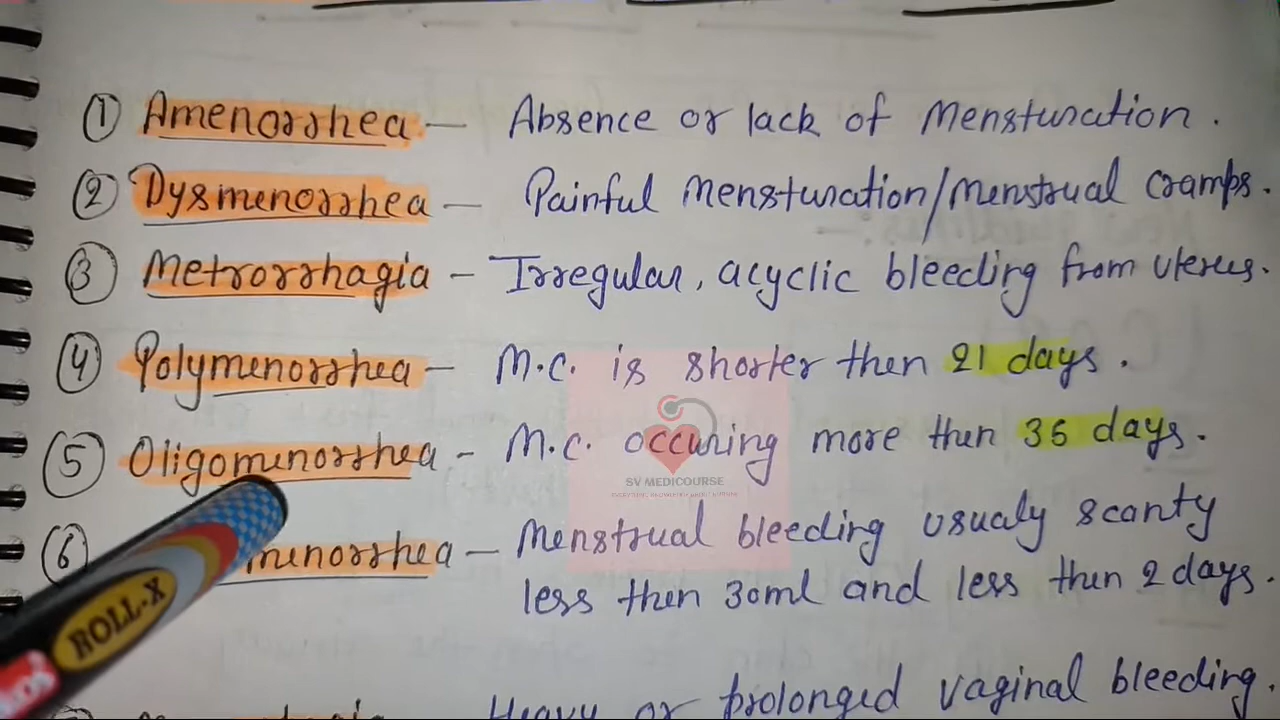 ① Amenorrhea — Absence or lack of Mensturation.
② Dysmenorrhea — Painful Mensturation/Menstrual cramps.
③ Metrorrhagia – Irregular, acyclic bleeding from uterus.
④ Polymenorrhea – M.C. is shorter then 21 days.
⑤ Oligomenorrhea - M.C. occuring more then 35 days.
⑥ menorrhea – Menstrual bleeding usualy scanty
less then 30ml and less then 2 days.
Heavy or prolonged vaginal bleeding.
SV MEDICOURSE
ROLL-X